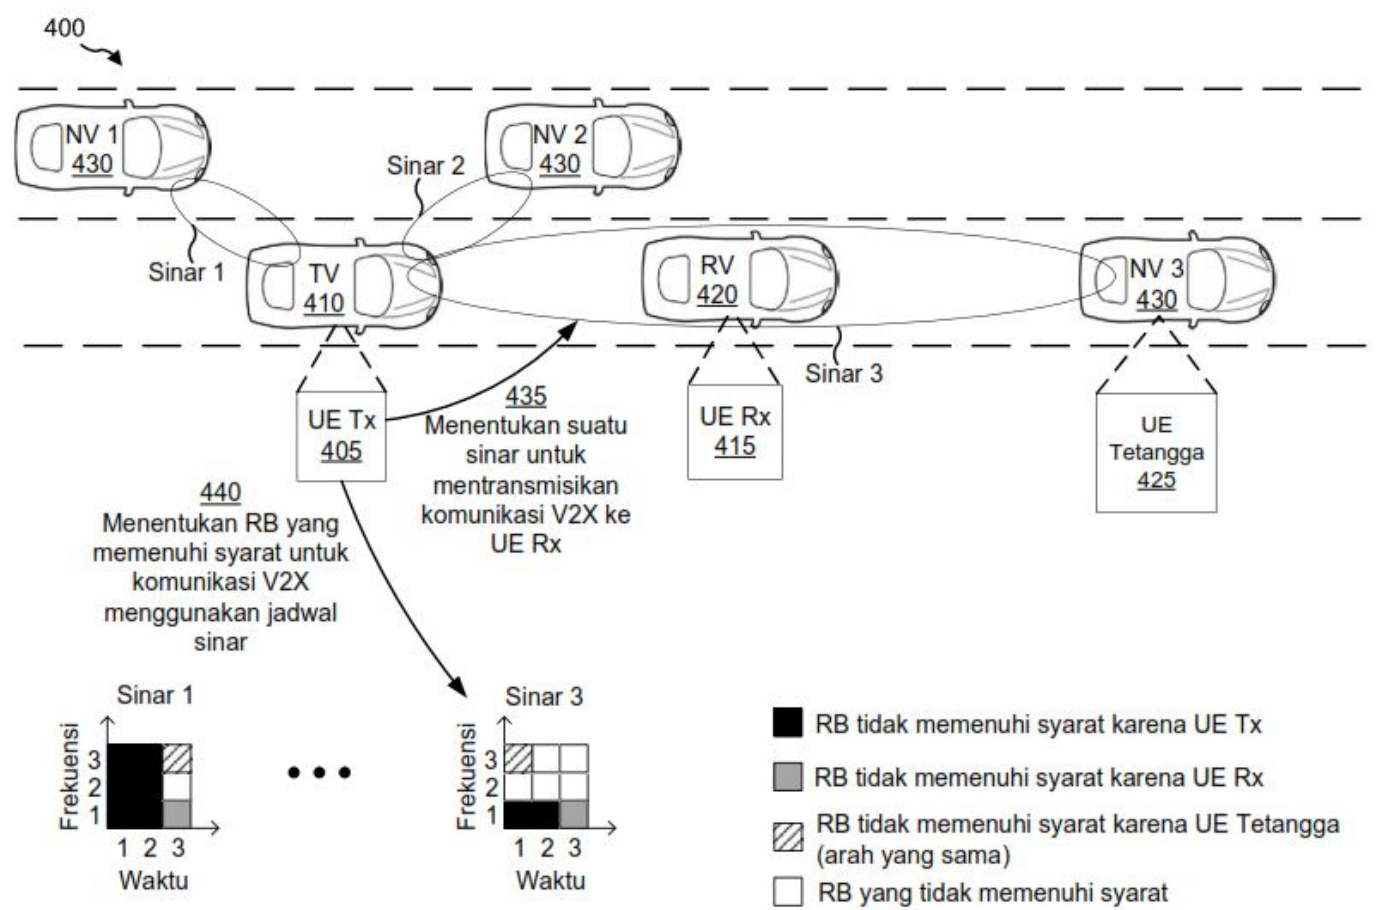 400
NV 1
430
NV 2
430
Sinar 2
Sinar 1
TV
410
RV
420
NV 3
430
Sinar 3
UE Tx
405
435
Menentukan suatu
sinar untuk
mentransmisikan
komunikasi V2X ke
UE Rx
UE Rx
415
UE
Tetangga
425
440
Menentukan RB yang
memenuhi syarat untuk
komunikasi V2X
menggunakan jadwal
sinar
Sinar 1
Frekuensi
3
2
1
1 2 3
Waktu
Sinar 3
Frekuensi
3
2
1
1 2 3
Waktu
RB tidak memenuhi syarat karena UE Tx
RB tidak memenuhi syarat karena UE Rx
RB tidak memenuhi syarat karena UE Tetangga
(arah yang sama)
RB yang tidak memenuhi syarat